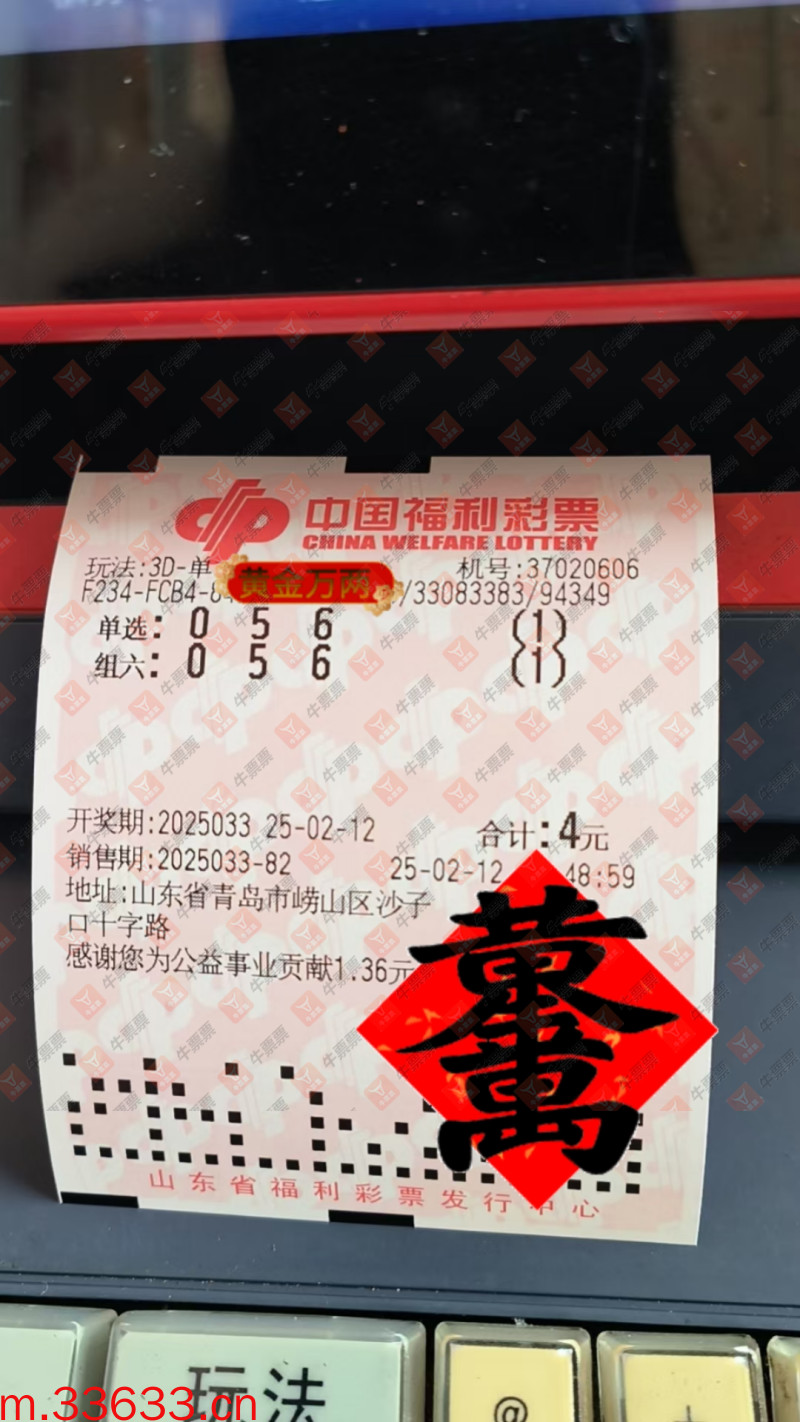 中国福利彩票
CHINA WELFARE LOTTERY
玩法:3D-单
机号:37020606
黄金万两
F234-FCB4-
/33083383/94349
单选: 0 5 6 (1)
组六: 0 5 6 (1)
开奖期:2025033 25-02-12 合计:4元
销售期:2025033-82 25-02-12 48:59
地址:山东省青岛市崂山区沙子
口十字路
感谢您为公益事业贡献1.36元
山东省福利彩票发行中心
玩法
@
m.33633.cn
牛票票